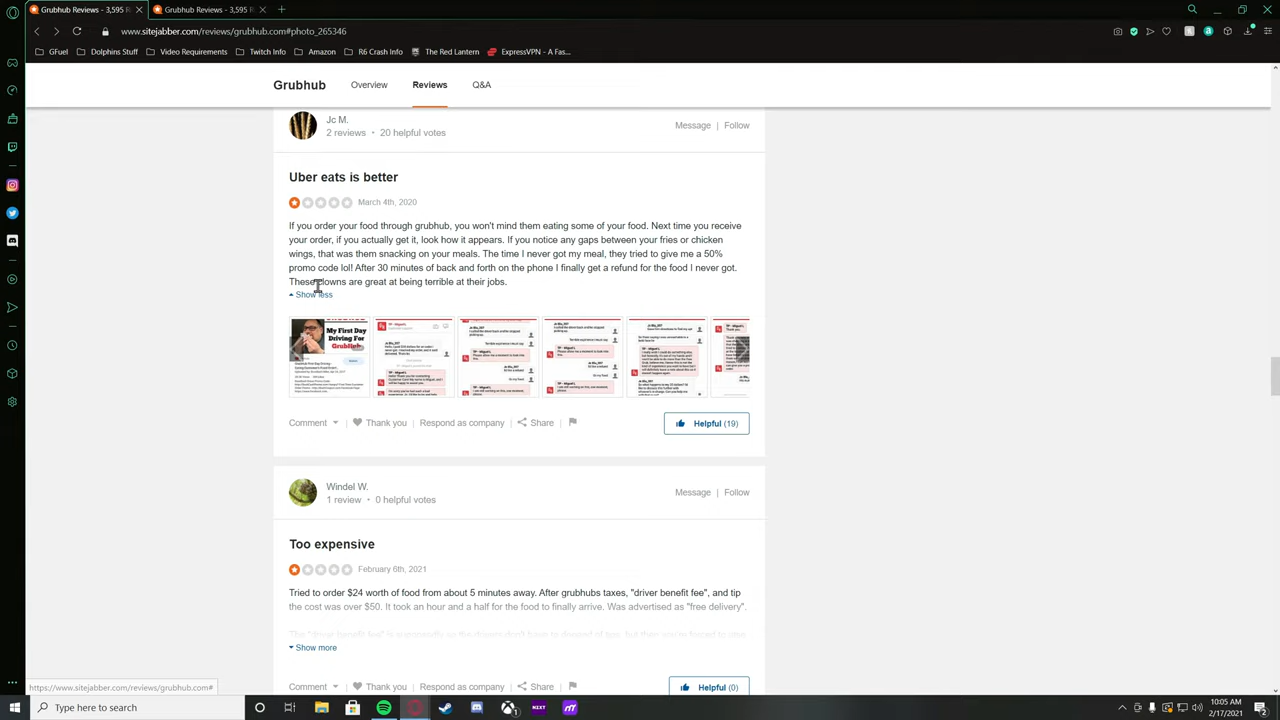 Grubhub Reviews - 3,595 R
Grubhub Reviews - 3,595 R
www.sitejabber.com/reviews/grubhub.com#photo_265346
GFuel
Dolphins Stuff
Video Requirements
Twitch Info
Amazon
R6 Crash Info
The Red Lantern
ExpressVPN - A Fas...
Grubhub
Overview
Reviews
Q&A
Jc M.
2 reviews • 20 helpful votes
Message | Follow
Uber eats is better
March 4th, 2020
If you order your food through grubhub, you won't mind them eating some of your food. Next time you receive
your order, if you actually get it, look how it appears. If you notice any gaps between your fries or chicken
wings, that was them snacking on your meals. The time I never got my meal, they tried to give me a 50%
promo code lol! After 30 minutes of back and forth on the phone I finally get a refund for the food I never got.
These clowns are great at being terrible at their jobs.
Show less
My First Day
Driving For
Comment | Thank you | Respond as company | Share
Helpful (19)
Windel W.
1 review • 0 helpful votes
Message | Follow
Too expensive
February 6th, 2021
Tried to order $24 worth of food from about 5 minutes away. After grubhubs taxes, "driver benefit fee", and tip
the cost was over $50. It took an hour and a half for the food to finally arrive. Was advertised as "free delivery".
Show more
Comment | Thank you | Respond as company | Share
Helpful (0)
https://www.sitejabber.com/reviews/grubhub.com#
Type here to search
NZXT
10:05 AM
2/17/2021
2